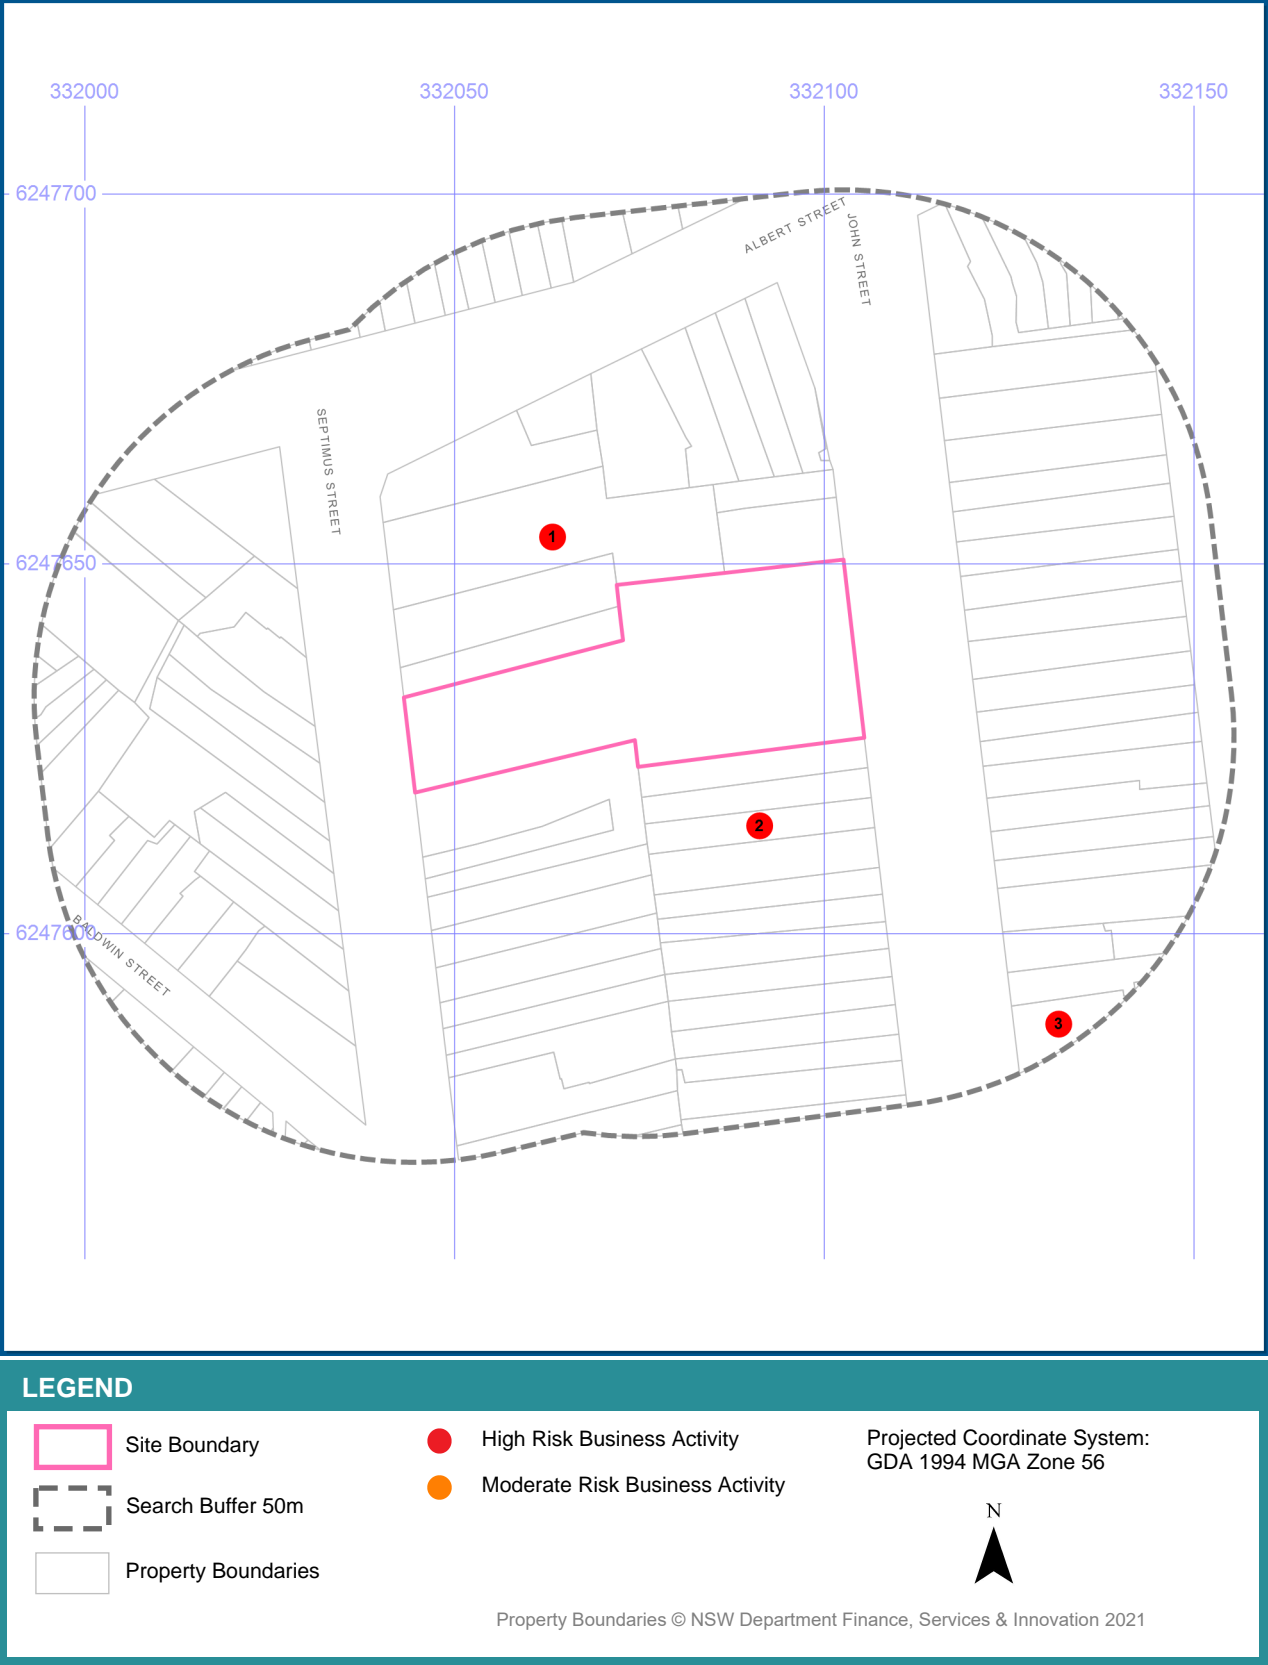 332000
332050
332100
332150
6247700
ALBERT STREET
JOHN STREET
SEPTIMUS STREET
1
6247650
2
6247600
BALDWIN STREET
3
LEGEND
Site Boundary
Search Buffer 50m
Property Boundaries
High Risk Business Activity
Moderate Risk Business Activity
Projected Coordinate System:
GDA 1994 MGA Zone 56
N
Property Boundaries © NSW Department Finance, Services & Innovation 2021